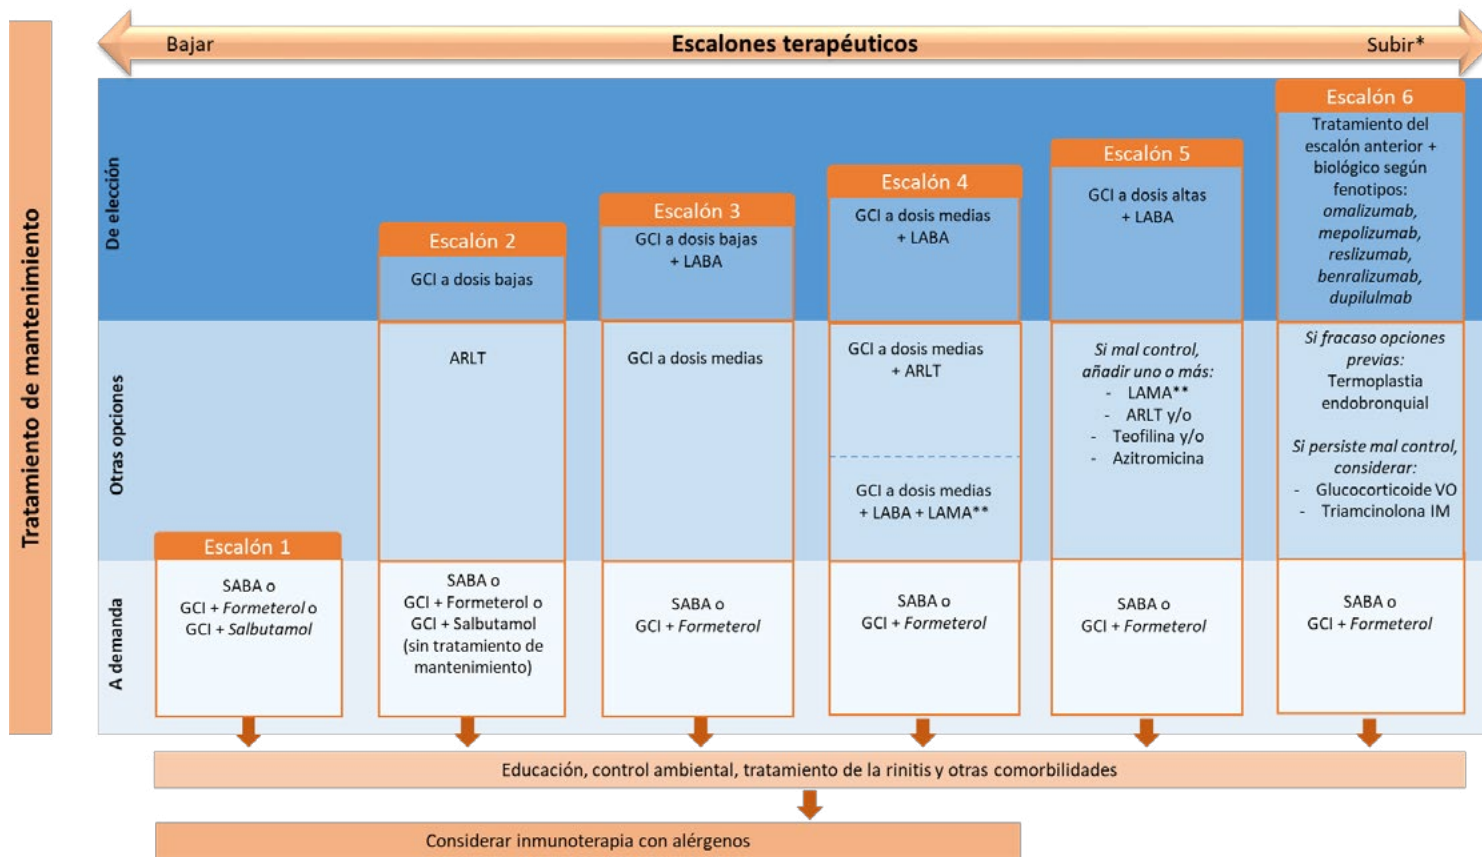 Bajar
Escalones terapéuticos
Subir*
Tratamiento de mantenimiento
De elección
Escalón 2
GCI a dosis bajas
Escalón 3
GCI a dosis bajas
+ LABA
Escalón 4
GCI a dosis medias
+ LABA
Escalón 5
GCI a dosis altas
+ LABA
Escalón 6
Tratamiento del
escalón anterior +
biológico según
fenotipos:
omalizumab,
mepolizumab,
reslizumab,
benralizumab,
dupilulmab
Otras opciones
ARLT
GCI a dosis medias
GCI a dosis medias
+ ARLT
GCI a dosis medias
+ LABA + LAMA**
Si mal control,
añadir uno o más:
- LAMA**
- ARLT y/o
- Teofilina y/o
- Azitromicina
Si fracaso opciones
previas:
Termoplastia
endobronquial
Si persiste mal control,
considerar:
- Glucocorticoide VO
- Triamcinolona IM
A demanda
Escalón 1
SABA o
GCI + Formeterol o
GCI + Salbutamol
SABA o
GCI + Formeterol o
GCI + Salbutamol
(sin tratamiento de
mantenimiento)
SABA o
GCI + Formeterol
SABA o
GCI + Formeterol
SABA o
GCI + Formeterol
SABA o
GCI + Formeterol
Educación, control ambiental, tratamiento de la rinitis y otras comorbilidades
Considerar inmunoterapia con alérgenos